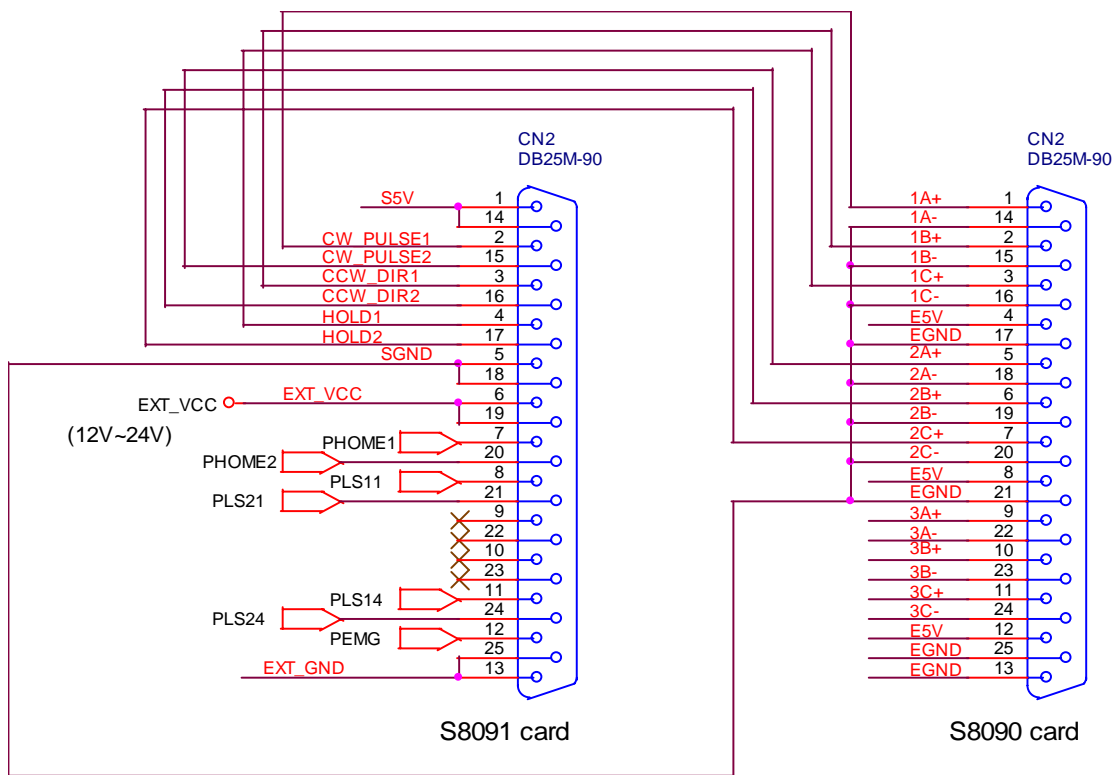 CN2
DB25M-90
S5V 1
14
CW_PULSE1 2
CW_PULSE2 15
CCW_DIR1 3
CCW_DIR2 16
HOLD1 4
HOLD2 17
SGND 5
18
EXT_VCC EXT_VCC 6
(12V~24V) 19
PHOME1 7
PHOME2 20
PLS11 8
PLS21 21
9
22
10
23
PLS14 11
PLS24 24
PEMG 12
25
EXT_GND 13
S8091 card
CN2
DB25M-90
1A+ 1
1A- 14
1B+ 2
1B- 15
1C+ 3
1C- 16
E5V 4
EGND 17
2A+ 5
2A- 18
2B+ 6
2B- 19
2C+ 7
2C- 20
E5V 8
EGND 21
3A+ 9
3A- 22
3B+ 10
3B- 23
3C+ 11
3C- 24
E5V 12
EGND 25
EGND 13
S8090 card